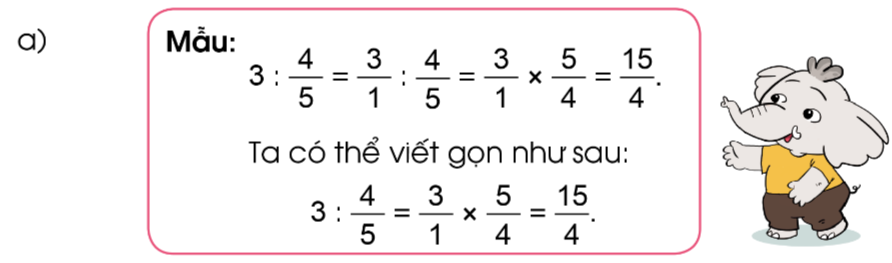 a)
Mẫu:
3 : 4/5 = 3/1 : 4/5 = 3/1 × 5/4 = 15/4.
Ta có thể viết gọn như sau:
3 : 4/5 = 3/1 × 5/4 = 15/4.